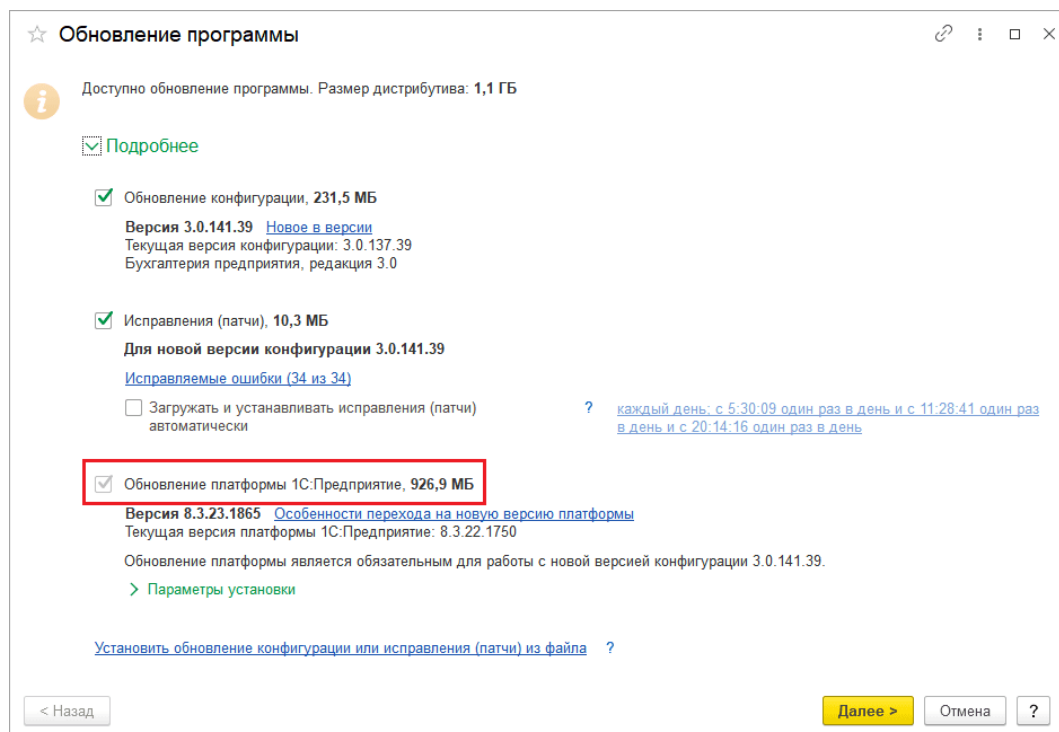 Обновление программы
Доступно обновление программы. Размер дистрибутива: 1,1 ГБ
Подробнее
Обновление конфигурации, 231,5 МБ
Версия 3.0.141.39 Новое в версии
Текущая версия конфигурации: 3.0.137.39
Бухгалтерия предприятия, редакция 3.0
Исправления (патчи), 10,3 МБ
Для новой версии конфигурации 3.0.141.39
Исправляемые ошибки (34 из 34)
Загружать и устанавливать исправления (патчи)
автоматически
? каждый день; с 5:30:09 один раз в день и с 11:28:41 один раз
в день и с 20:14:16 один раз в день
Обновление платформы 1С:Предприятие, 926,9 МБ
Версия 8.3.23.1865 Особенности перехода на новую версию платформы
Текущая версия платформы 1С:Предприятие: 8.3.22.1750
Обновление платформы является обязательным для работы с новой версией конфигурации 3.0.141.39.
Параметры установки
Установить обновление конфигурации или исправления (патчи) из файла ?
< Назад Далее > Отмена ?